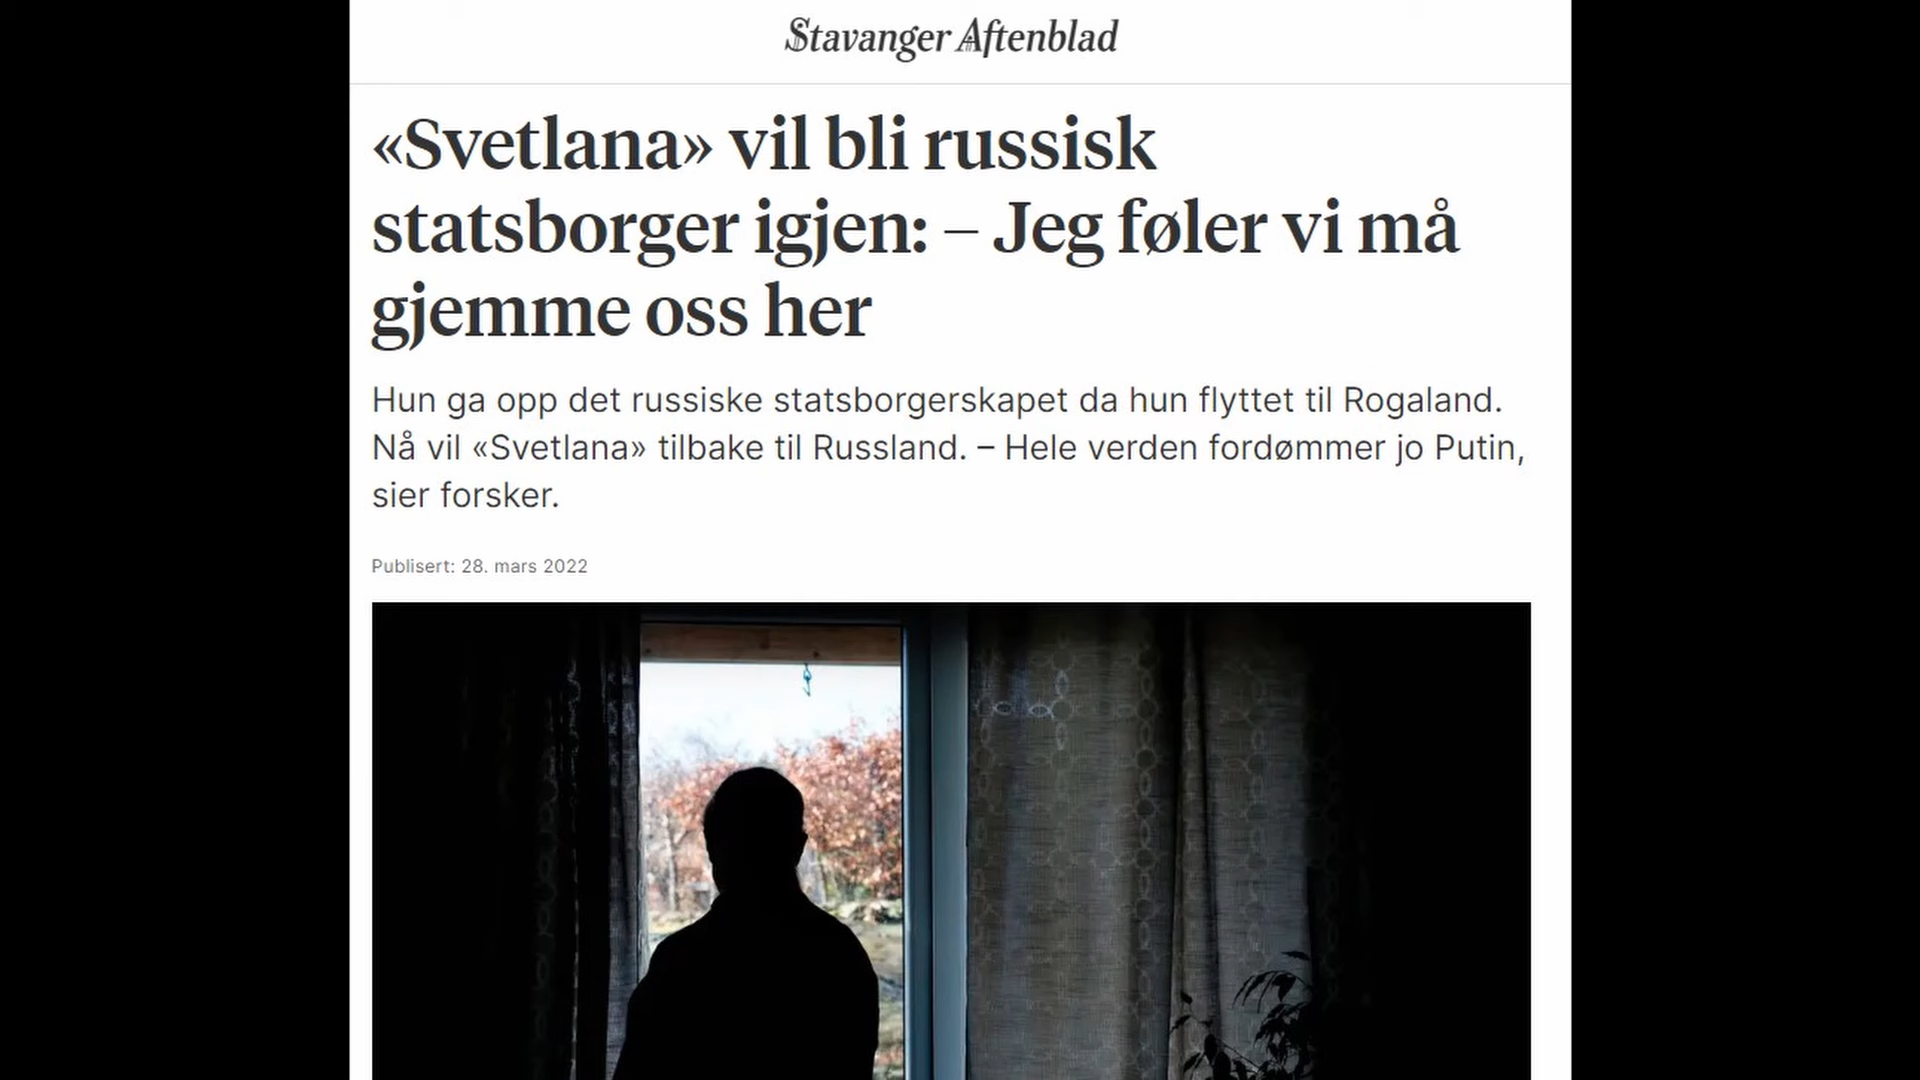 Stavanger Aftenblad
«Svetlana» vil bli russisk
statsborger igjen: – Jeg føler vi må
gjemme oss her
Hun ga opp det russiske statsborgerskapet da hun flyttet til Rogaland.
Nå vil «Svetlana» tilbake til Russland. – Hele verden fordømmer jo Putin,
sier forsker.
Publisert: 28. mars 2022